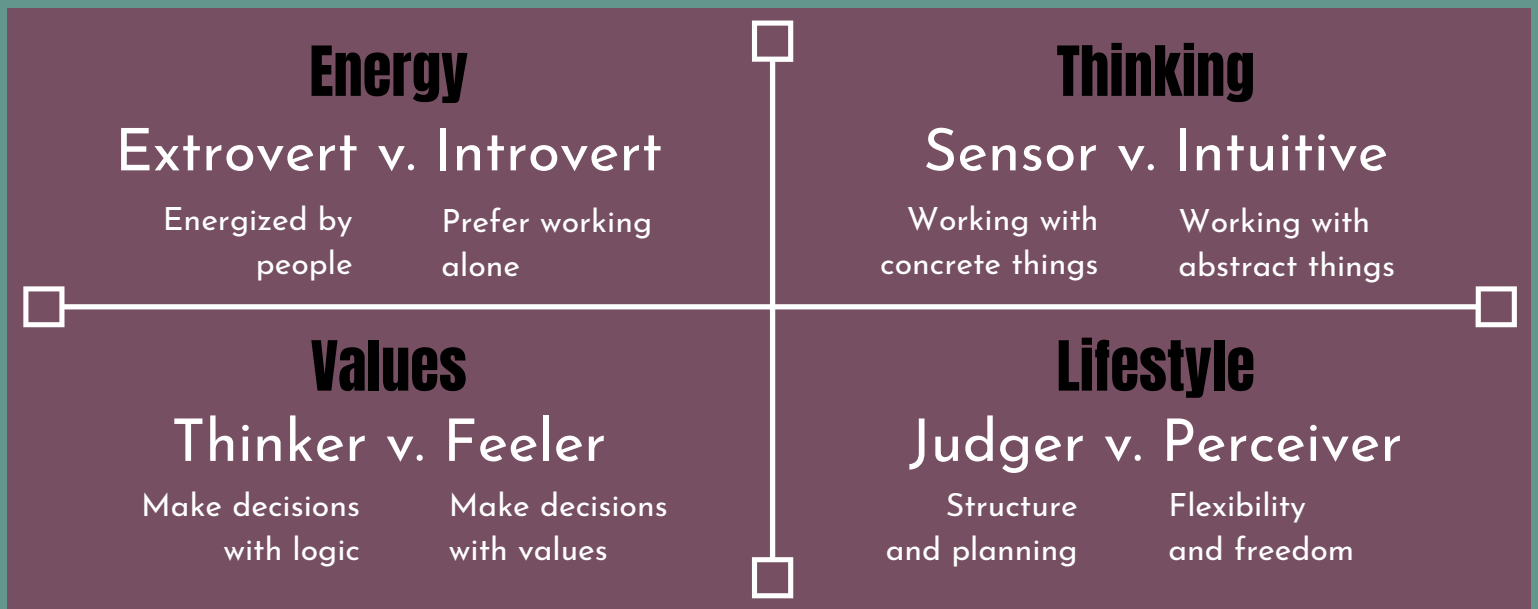 Energy
Extrovert v. Introvert
Energized by
people
Prefer working
alone
Thinking
Sensor v. Intuitive
Working with
concrete things
Working with
abstract things
Values
Thinker v. Feeler
Make decisions
with logic
Make decisions
with values
Lifestyle
Judger v. Perceiver
Structure
and planning
Flexibility
and freedom